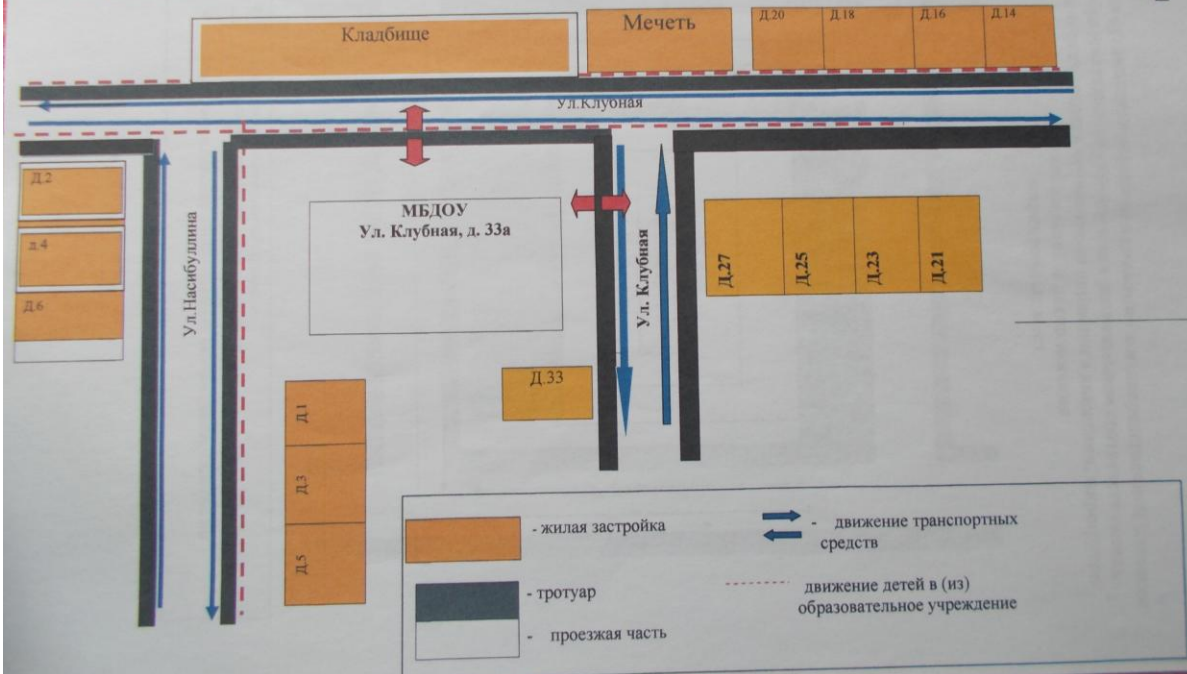 Кладбище
Мечеть
Д.20
Д.18
Д.16
Д.14
Ул.Клубная
Д.2
д.4
Д.6
Ул.Насибуллина
МБДОУ
Ул. Клубная, д. 33а
Ул. Клубная
Д.27
Д.25
Д.23
Д.21
Д.33
Д.1
Д.3
Д.5
- жилая застройка
- тротуар
- проезжая часть
- движение транспортных
средств
движение детей в (из)
образовательное учреждение